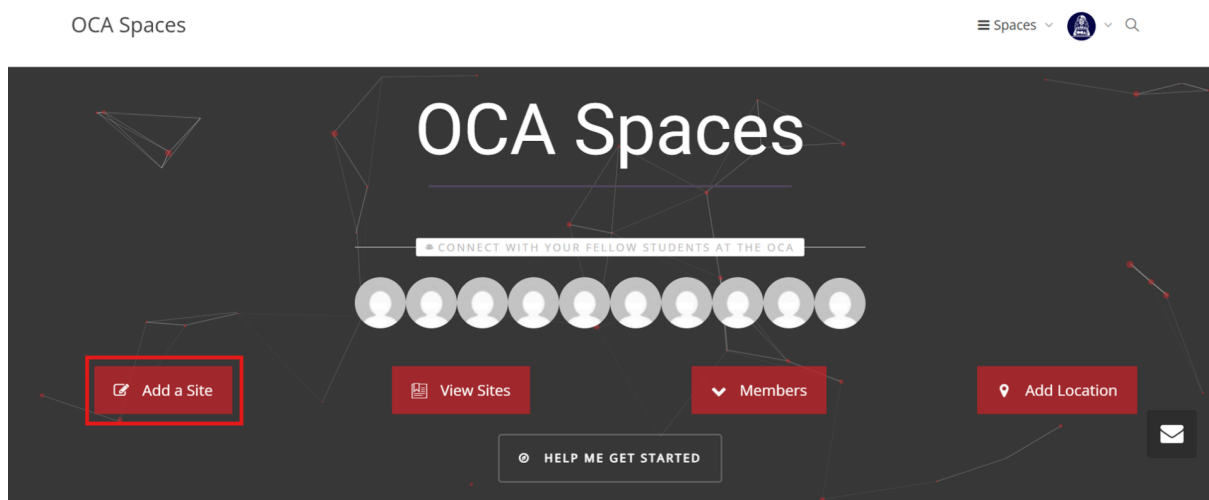 OCA Spaces
Spaces
OCA Spaces
CONNECT WITH YOUR FELLOW STUDENTS AT THE OCA
Add a Site
View Sites
Members
Add Location
HELP ME GET STARTED